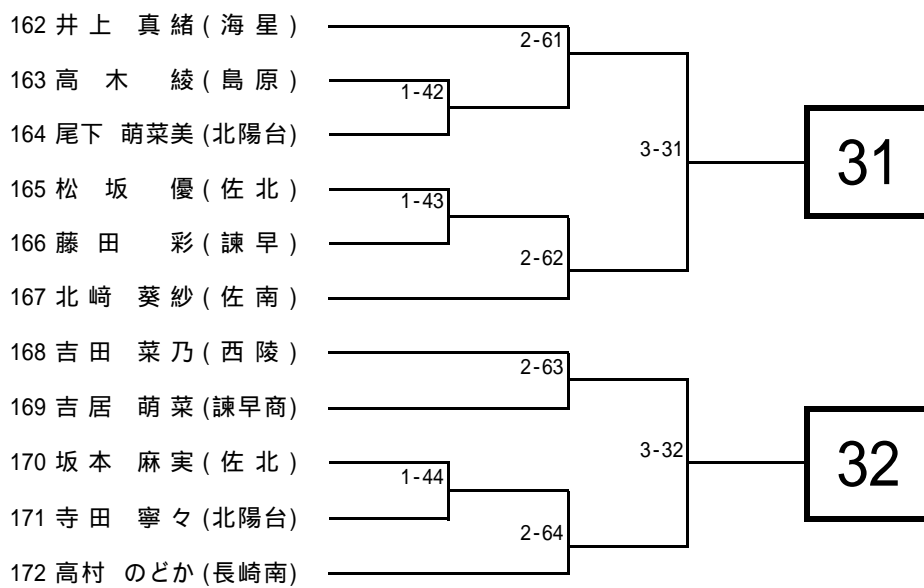 162 井上 真緒 (海星)
2-61
163 高木 綾 (島原)
1-42
164 尾下 萌菜美 (北陽台)
3-31
31
165 松坂 優 (佐北)
1-43
166 藤田 彩 (諫早)
2-62
167 北﨑 葵紗 (佐南)
168 吉田 菜乃 (西陵)
2-63
169 吉居 萌菜 (諫早商)
3-32
32
170 坂本 麻実 (佐北)
1-44
171 寺田 寧々 (北陽台)
2-64
172 高村 のどか (長崎南)